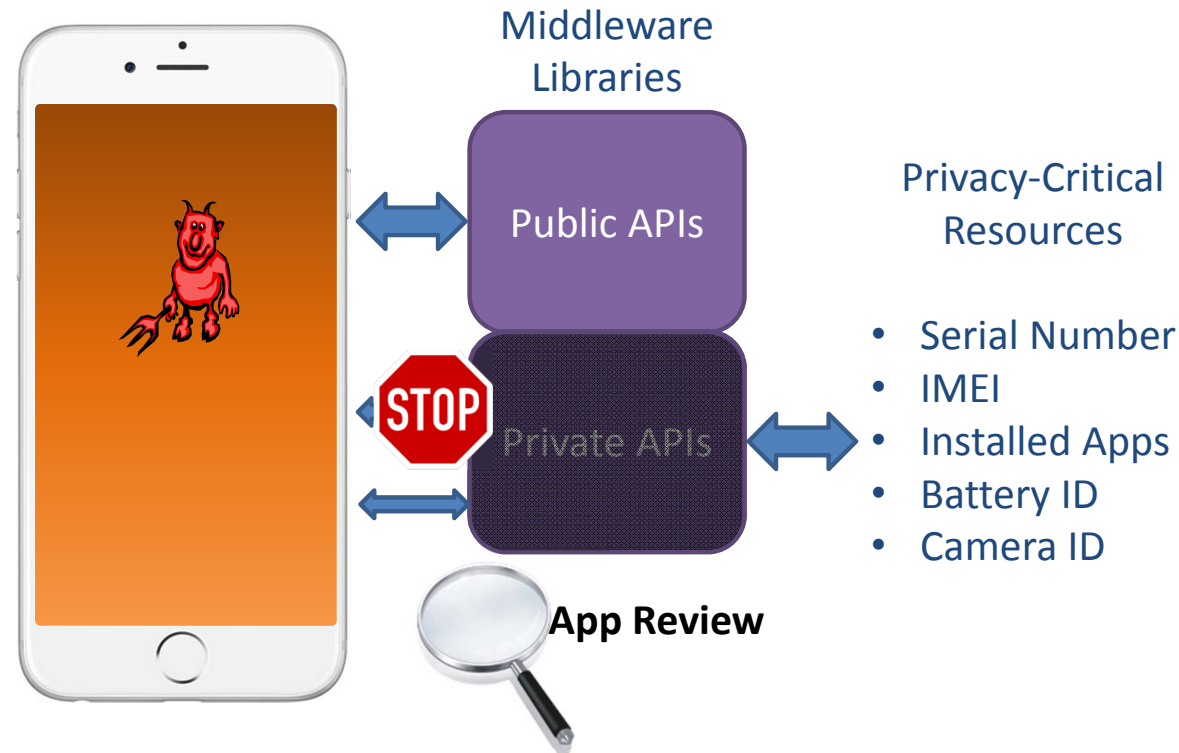 Middleware
Libraries
Public APIs
Privacy-Critical
Resources
STOP
Private APIs
• Serial Number
• IMEI
• Installed Apps
• Battery ID
• Camera ID
App Review